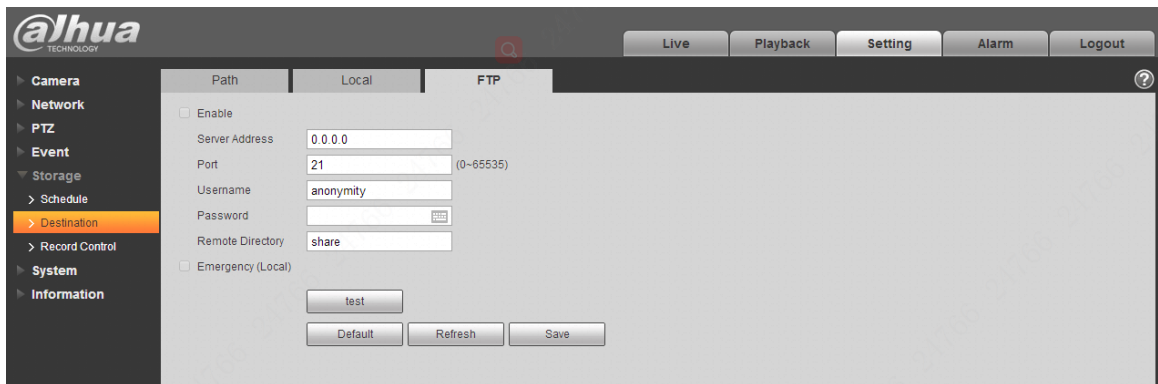 alhua
TECHNOLOGY
Live Playback Setting Alarm Logout
Camera
Network
PTZ
Event
Storage
Schedule
Destination
Record Control
System
Information
Path Local FTP
Enable
Server Address 0.0.0.0
Port 21 (0~65535)
Username anonymity
Password
Remote Directory share
Emergency (Local)
test
Default Refresh Save